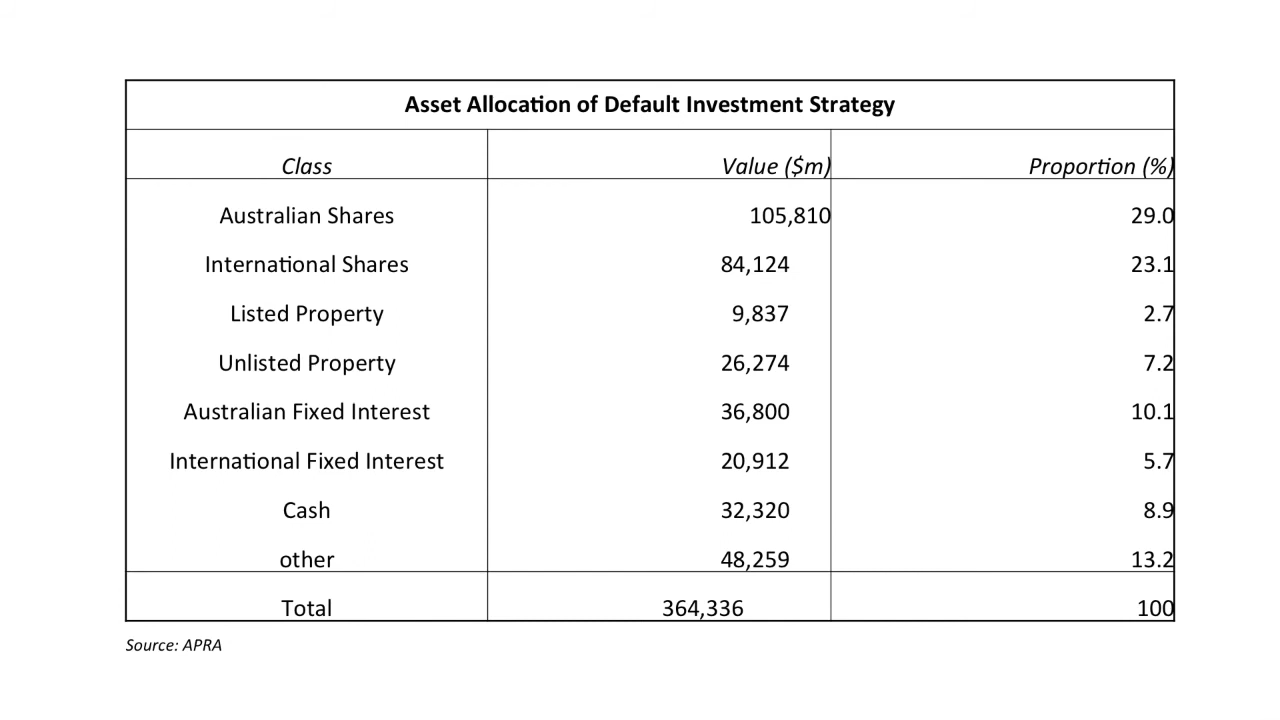 Asset Allocation of Default Investment Strategy
Class Value ($m) Proportion (%)
Australian Shares 105,810 29.0
International Shares 84,124 23.1
Listed Property 9,837 2.7
Unlisted Property 26,274 7.2
Australian Fixed Interest 36,800 10.1
International Fixed Interest 20,912 5.7
Cash 32,320 8.9
other 48,259 13.2
Total 364,336 100
Source: APRA